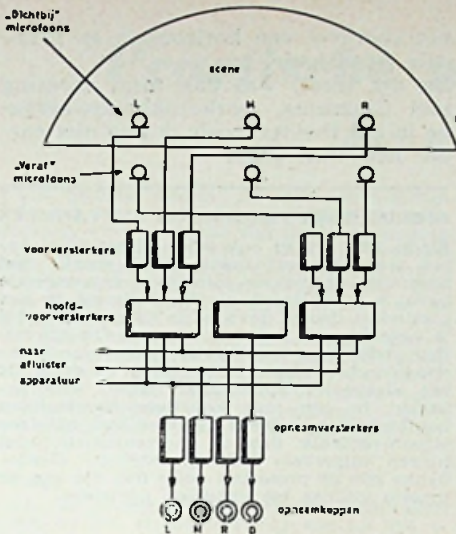 „Dichtbij"
microfoons
scene
L M R
„Veraf"
microfoons
voorversterkers
hoofd-
voorversterkers
naar
afluister
apparatuur
opneemversterkers
opneemkoppen
L M R D